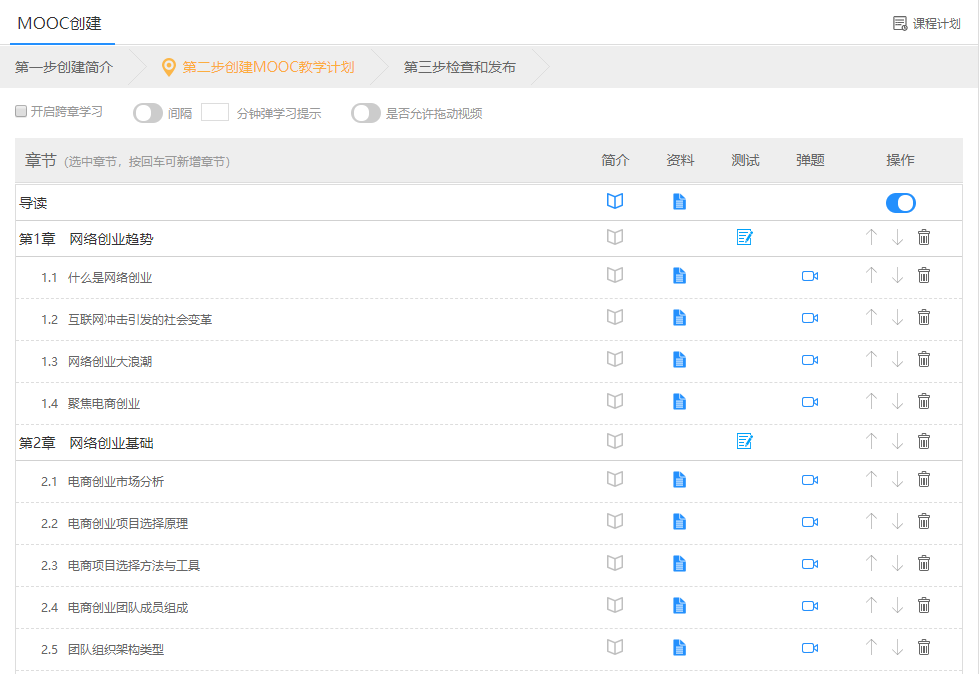 MOOC创建
课程计划
第一步创建简介
第二步创建MOOC教学计划
第三步检查和发布
开启跨章学习
间隔
分钟弹学习提示
是否允许拖动视频
章节 (选中章节，按回车可新增章节) 简介 资料 测试 弹题 操作
导读
第1章 网络创业趋势
1.1 什么是网络创业
1.2 互联网冲击引发的社会变革
1.3 网络创业大浪潮
1.4 聚焦电商创业
第2章 网络创业基础
2.1 电商创业市场分析
2.2 电商创业项目选择原理
2.3 电商项目选择方法与工具
2.4 电商创业团队成员组成
2.5 团队组织架构类型